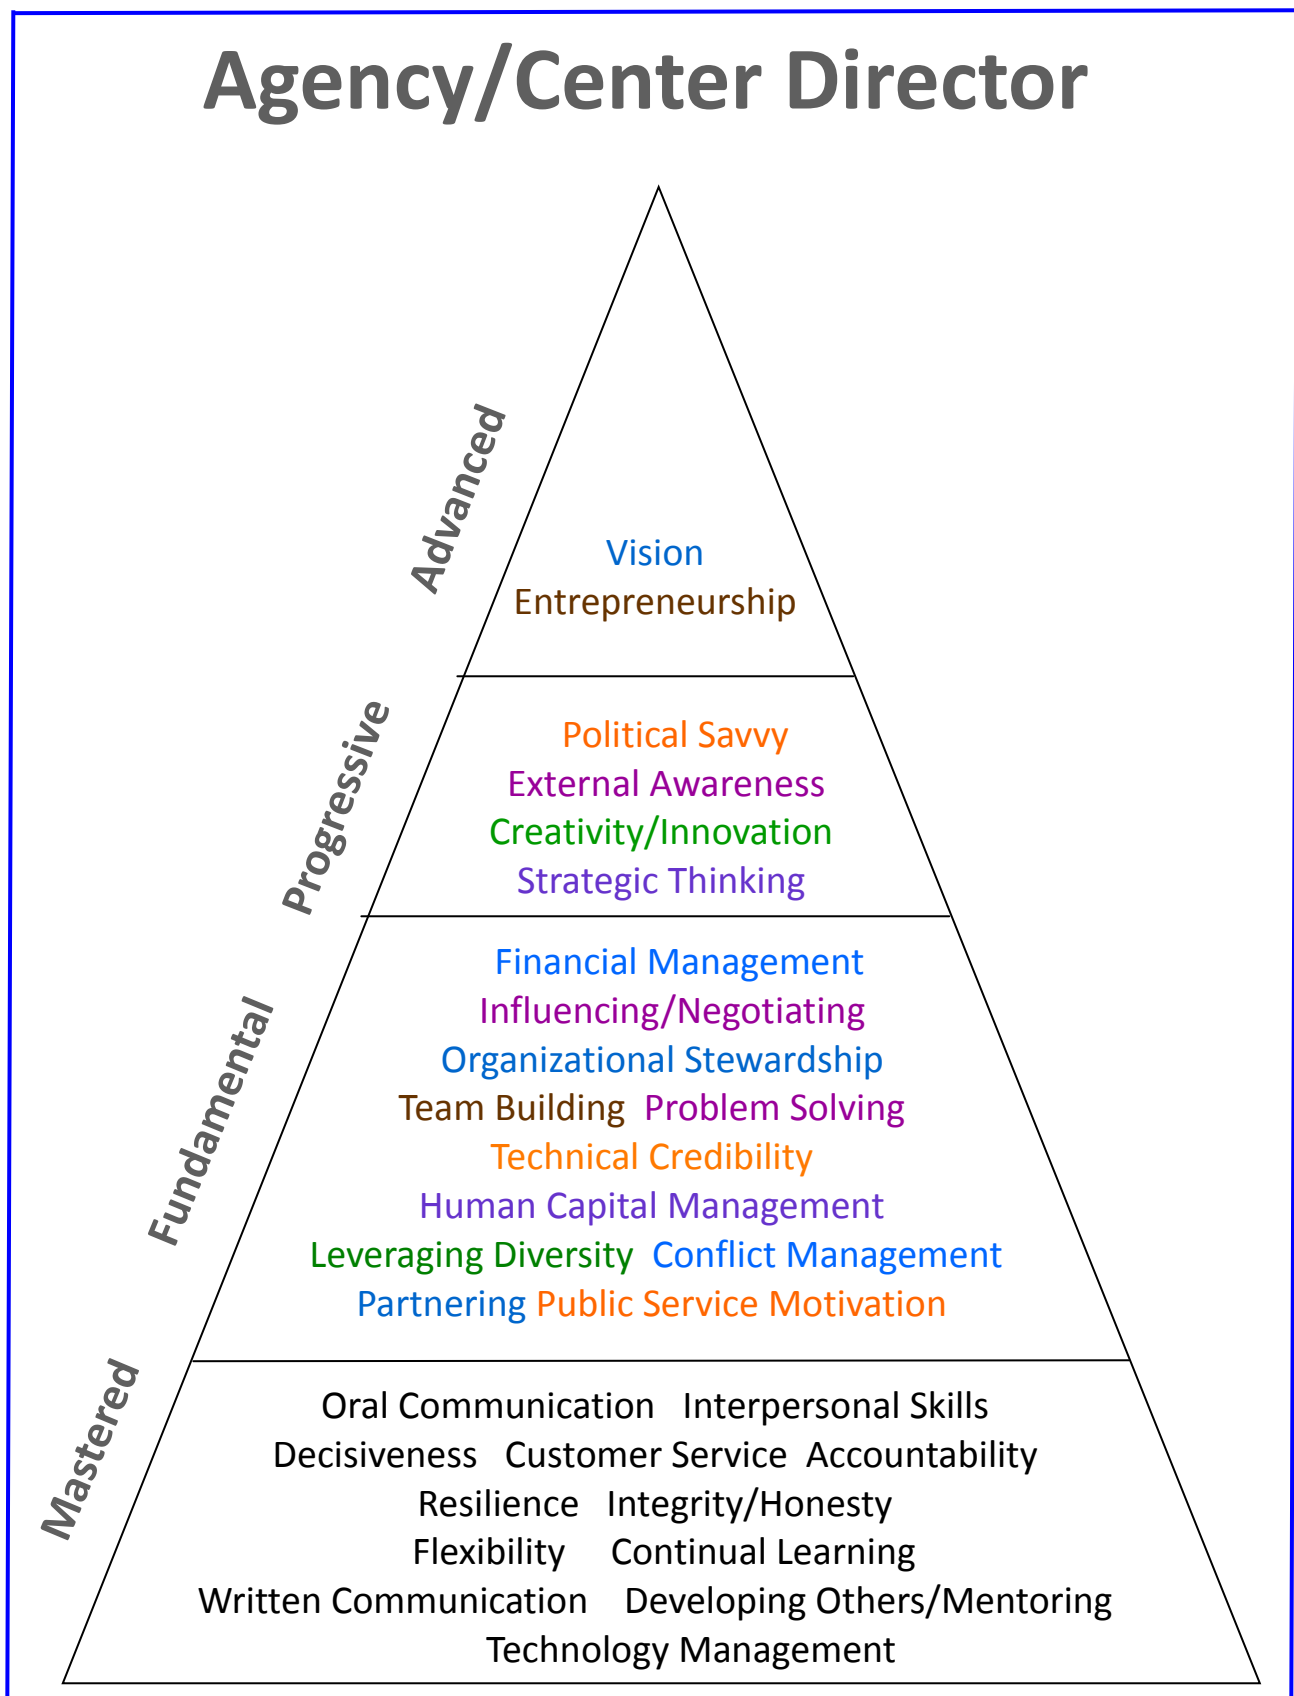 Agency/Center Director
Advanced
Vision
Entrepreneurship
Progressive
Political Savvy
External Awareness
Creativity/Innovation
Strategic Thinking
Fundamental
Financial Management
Influencing/Negotiating
Organizational Stewardship
Team Building Problem Solving
Technical Credibility
Human Capital Management
Leveraging Diversity Conflict Management
Partnering Public Service Motivation
Mastered
Oral Communication Interpersonal Skills
Decisiveness Customer Service Accountability
Resilience Integrity/Honesty
Flexibility Continual Learning
Written Communication Developing Others/Mentoring
Technology Management